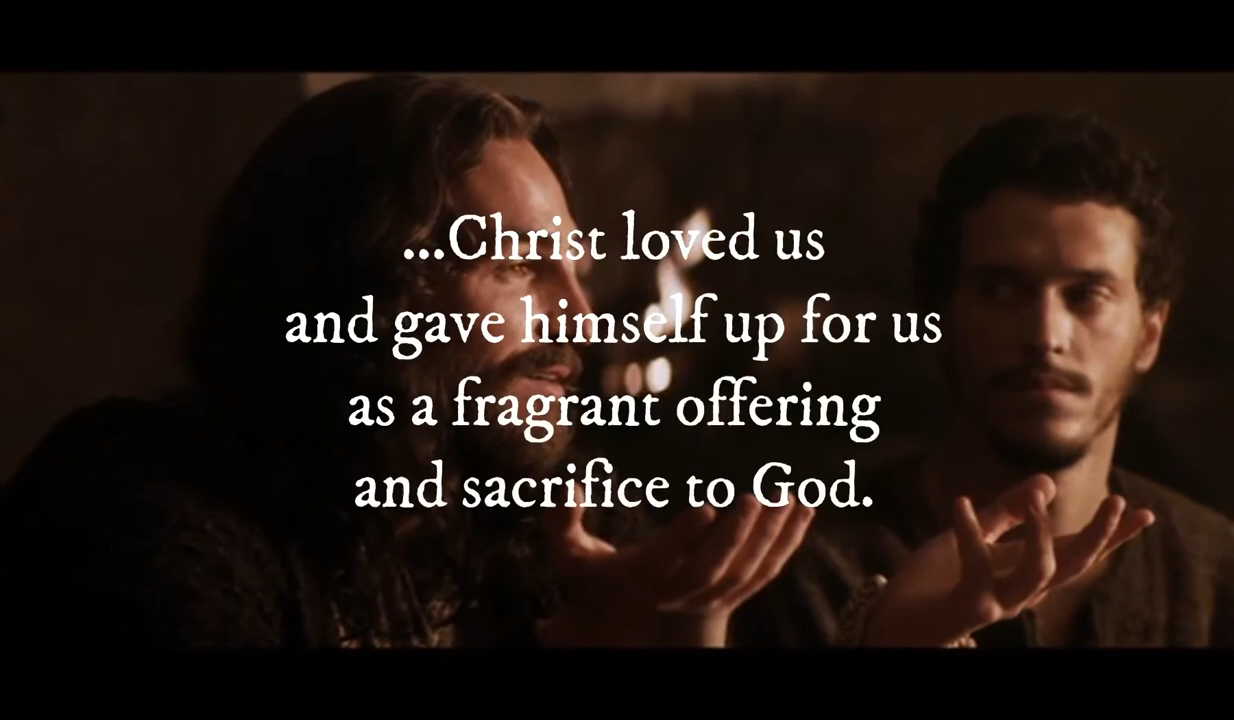 ...Christ loved us
and gave himself up for us
as a fragrant offering
and sacrifice to God.